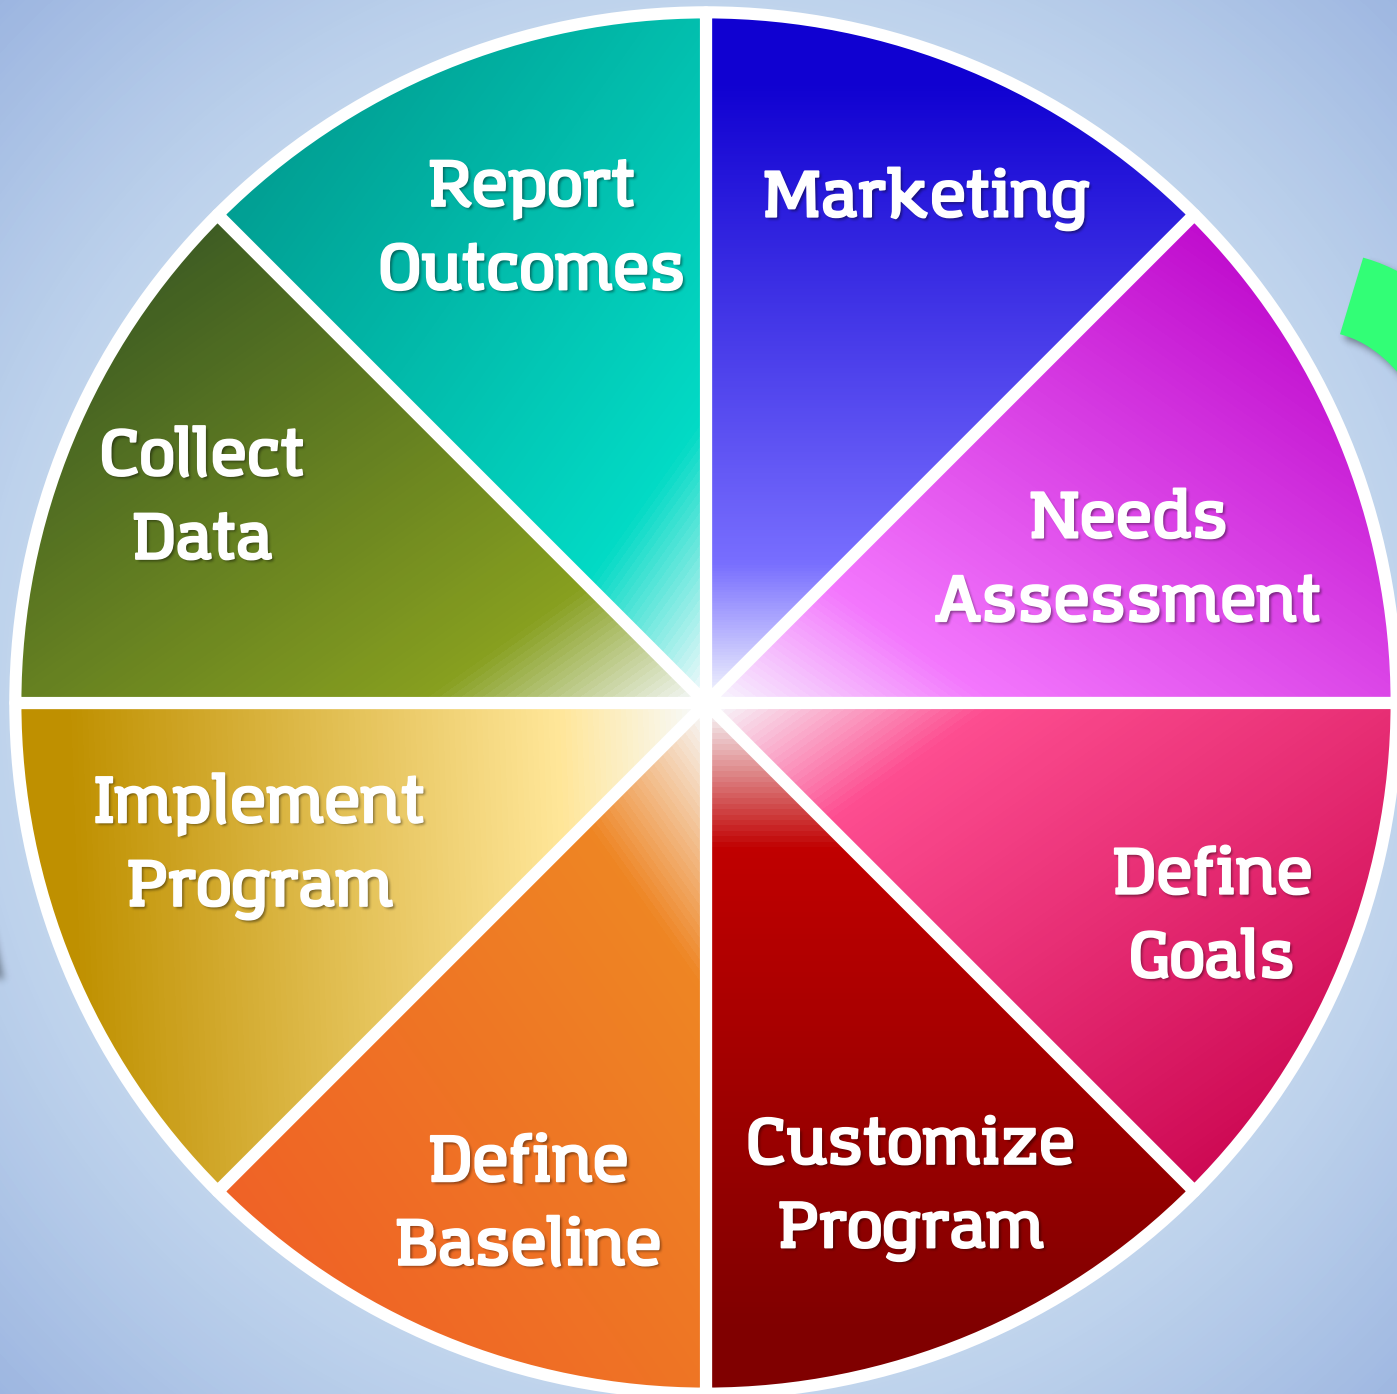 Marketing
Needs
Assessment
Define
Goals
Customize
Program
Define
Baseline
Implement
Program
Collect
Data
Report
Outcomes